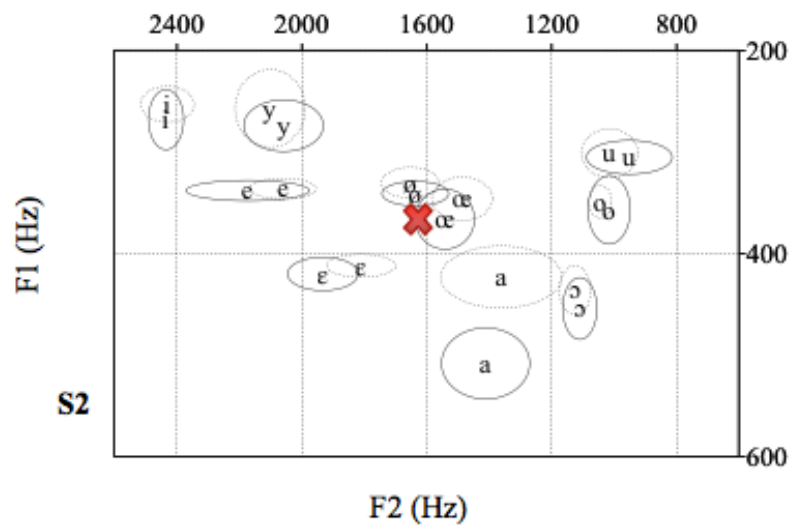 2400 2000 1600 1200 800
200
i
i
y
y
u u
e e
ø
ø
œ
œ
o
o
400
ɛ
ɛ
a
ɔ
ɔ
a
S2
600
F1 (Hz)
F2 (Hz)